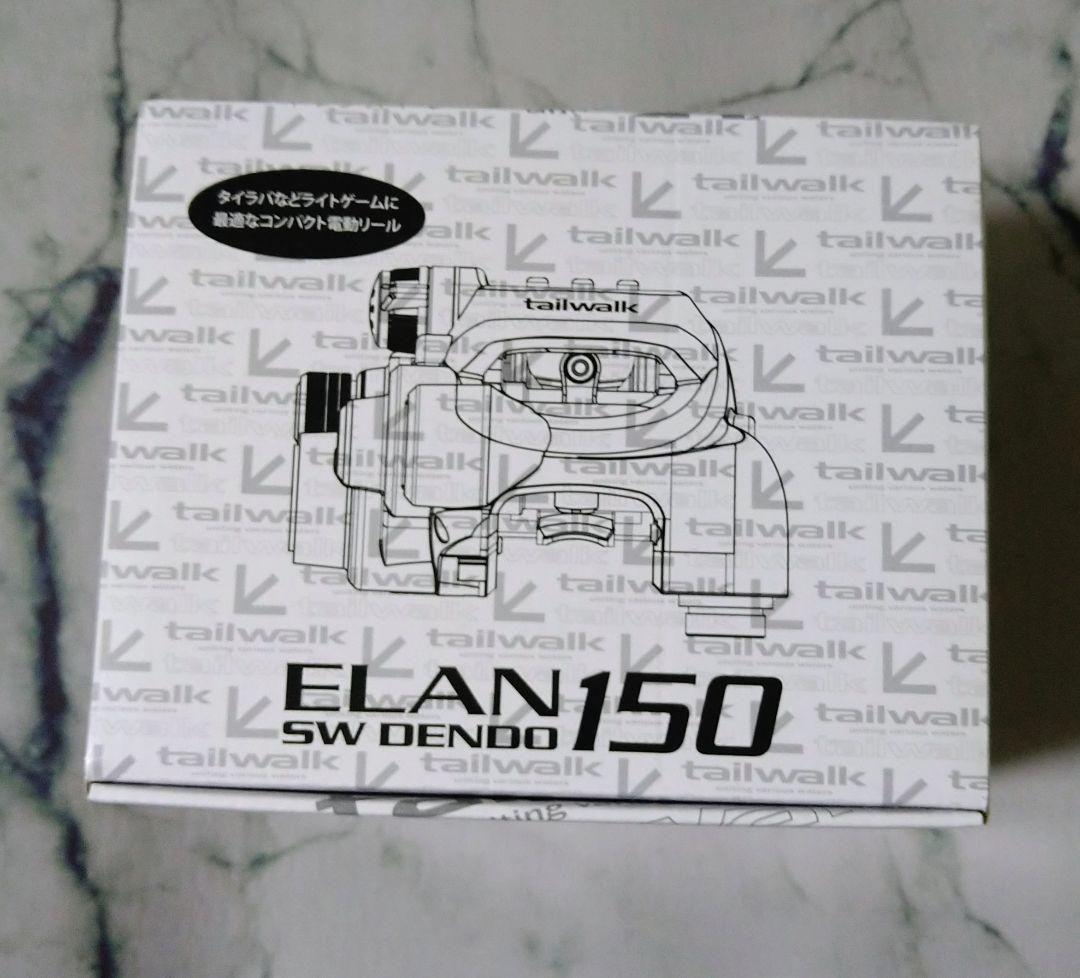 タイラバなどライトゲームに
最適なコンパクト電動リール
tailwalk
ELAN 150
SW DENDO